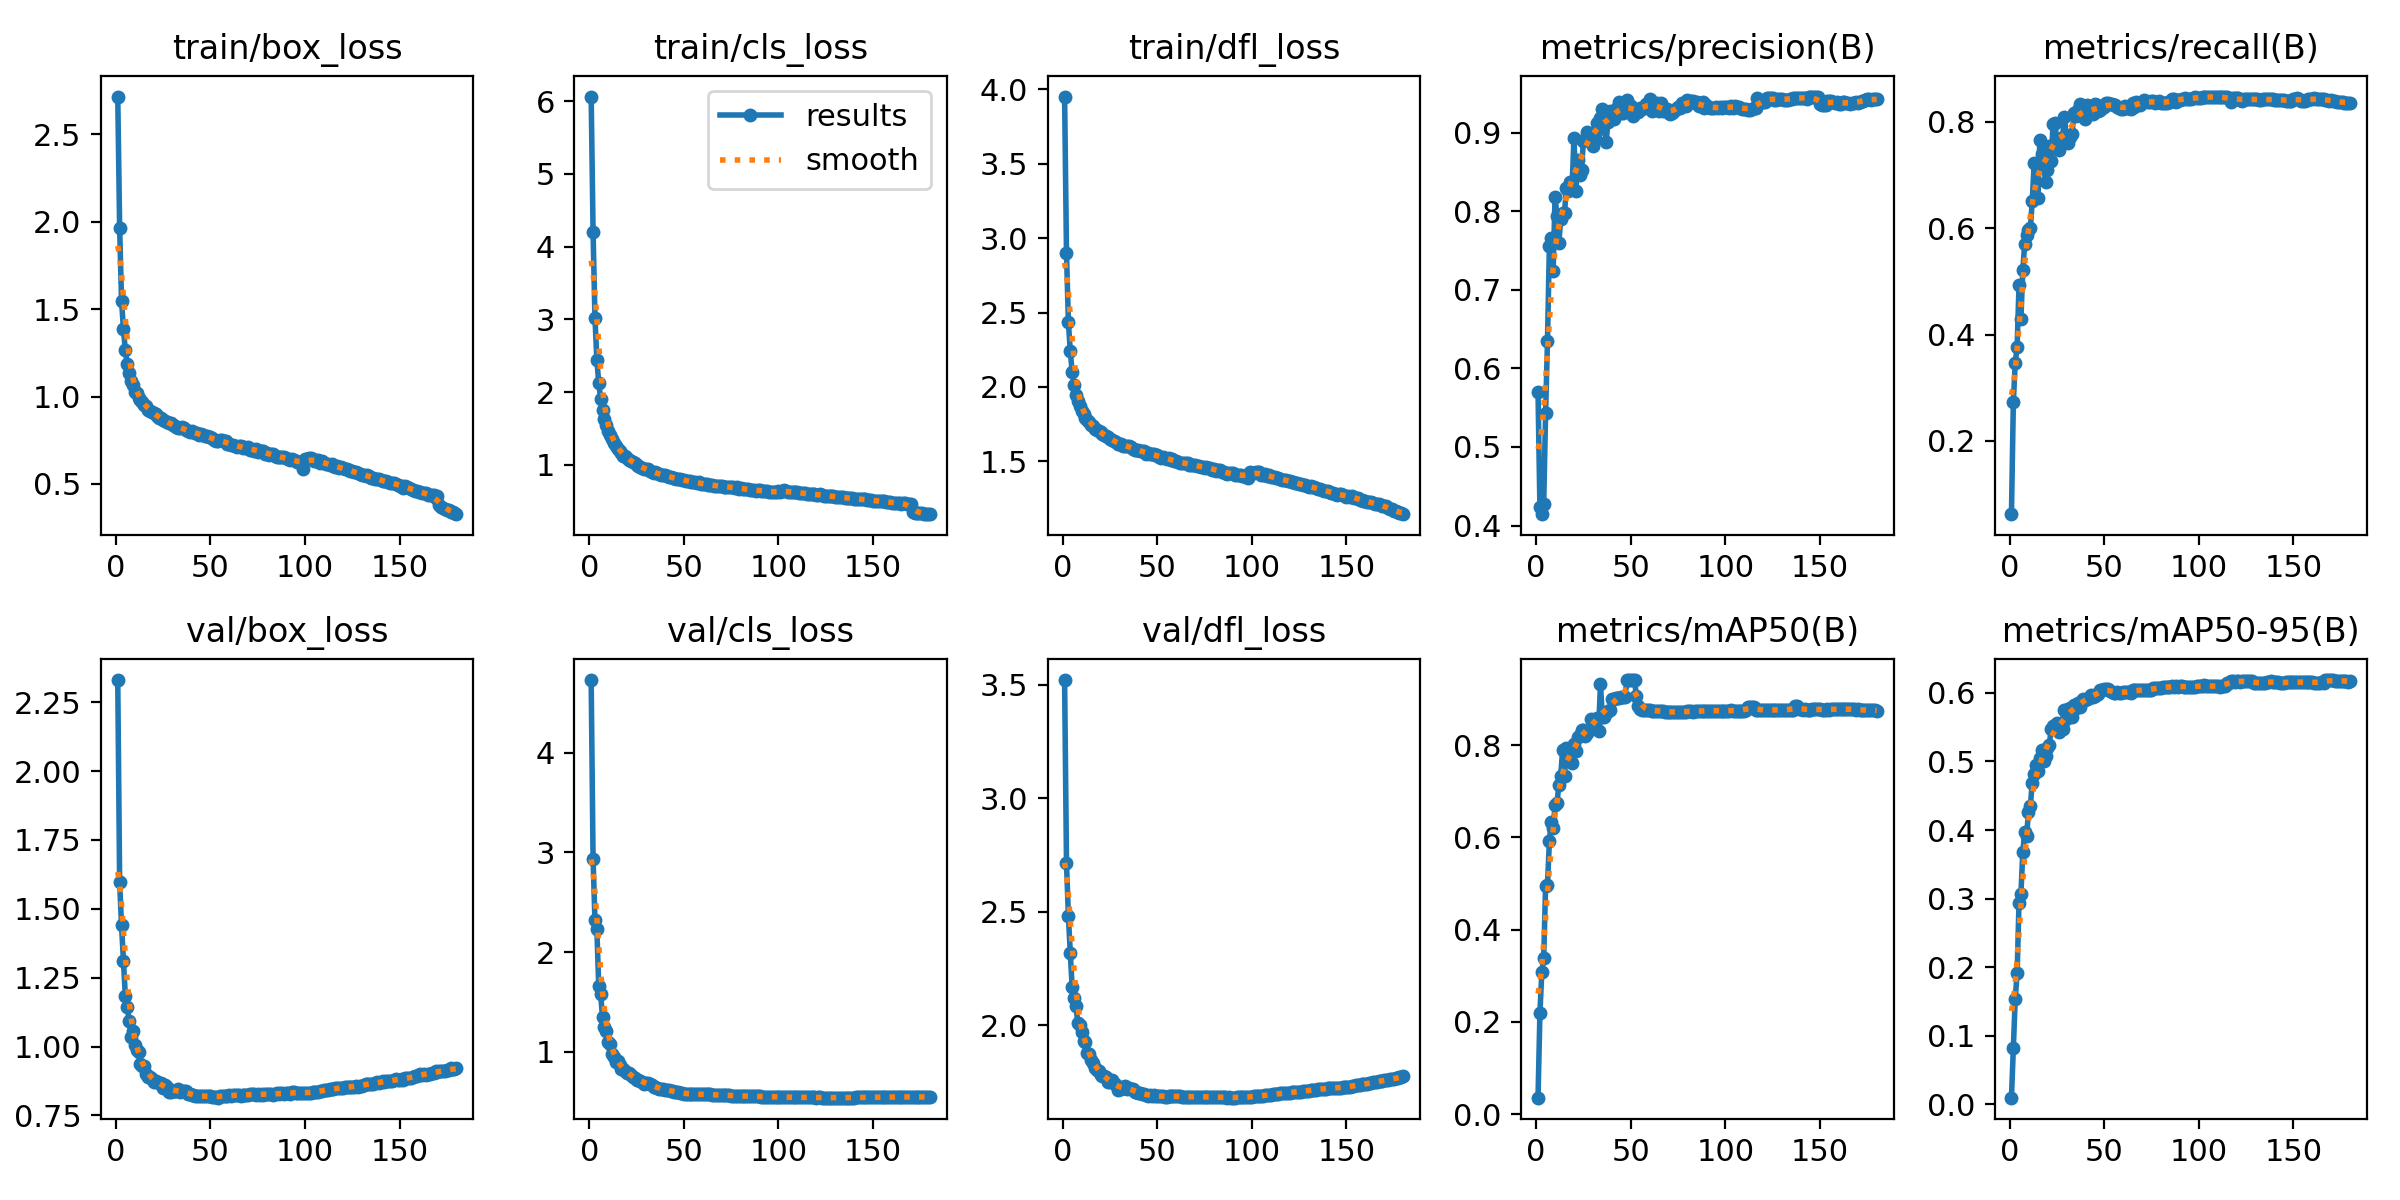 train/box_loss
2.5
2.0
1.5
1.0
0.5
0 50 100 150
train/cls_loss
results
smooth
6
5
4
3
2
1
0 50 100 150
train/dfl_loss
4.0
3.5
3.0
2.5
2.0
1.5
0 50 100 150
metrics/precision(B)
0.9
0.8
0.7
0.6
0.5
0.4
0 50 100 150
metrics/recall(B)
0.8
0.6
0.4
0.2
0 50 100 150
val/box_loss
2.25
2.00
1.75
1.50
1.25
1.00
0.75
0 50 100 150
val/cls_loss
4
3
2
1
0 50 100 150
val/dfl_loss
3.5
3.0
2.5
2.0
0 50 100 150
metrics/mAP50(B)
0.8
0.6
0.4
0.2
0.0
0 50 100 150
metrics/mAP50-95(B)
0.6
0.5
0.4
0.3
0.2
0.1
0.0
0 50 100 150